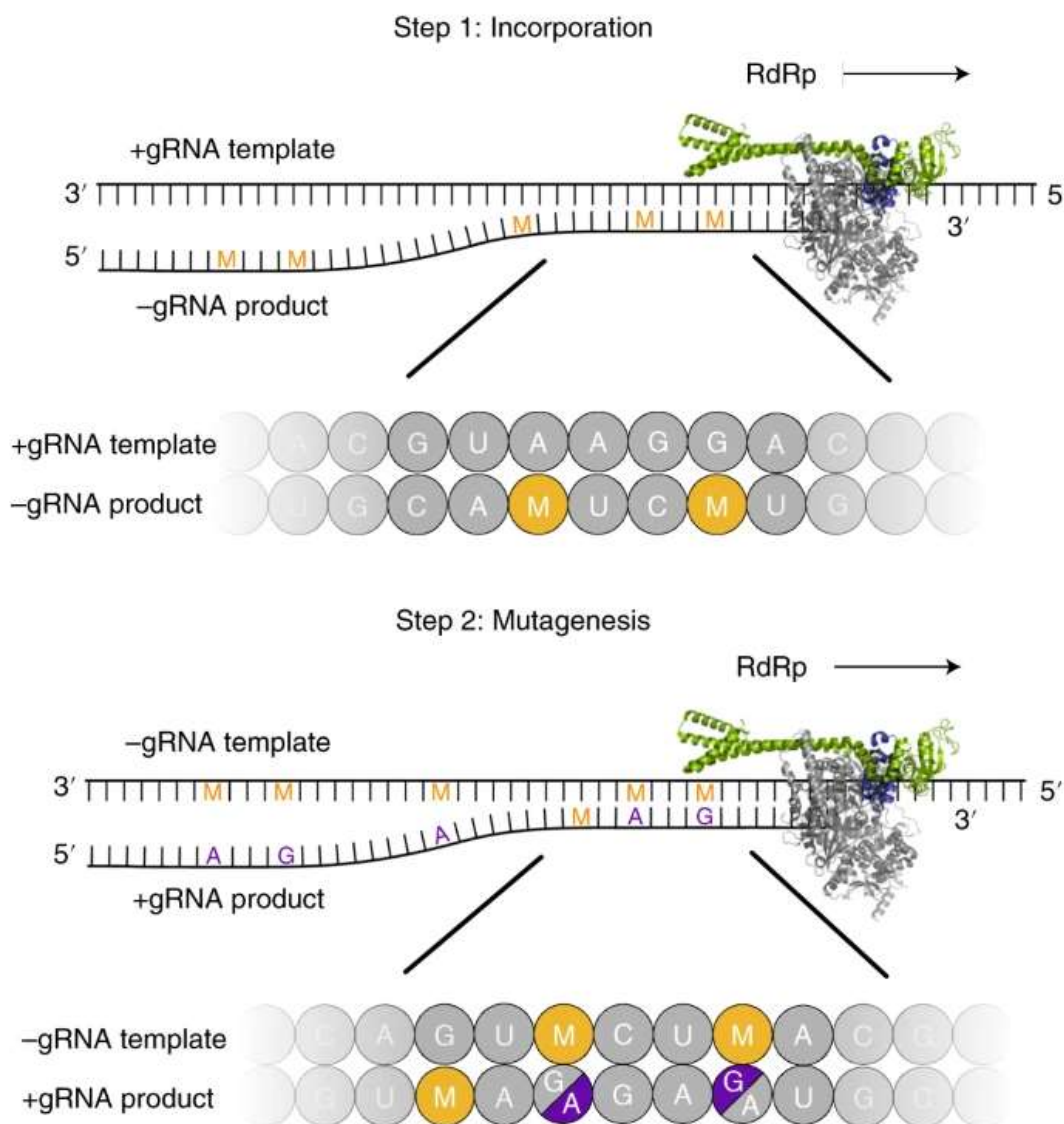 Step 1: Incorporation
RdRp
+gRNA template
3′ 5
M M M
3′
5′ M M
–gRNA product
+gRNA template A C G U A A G G A C
–gRNA product U G C A M U C M U G
Step 2: Mutagenesis
RdRp
–gRNA template
3′ M M M M M 5′
M A G
3′
A
5′ A G
+gRNA product
–gRNA template C A G U M C U M A C G
+gRNA product G U M A G A G A G A U G C